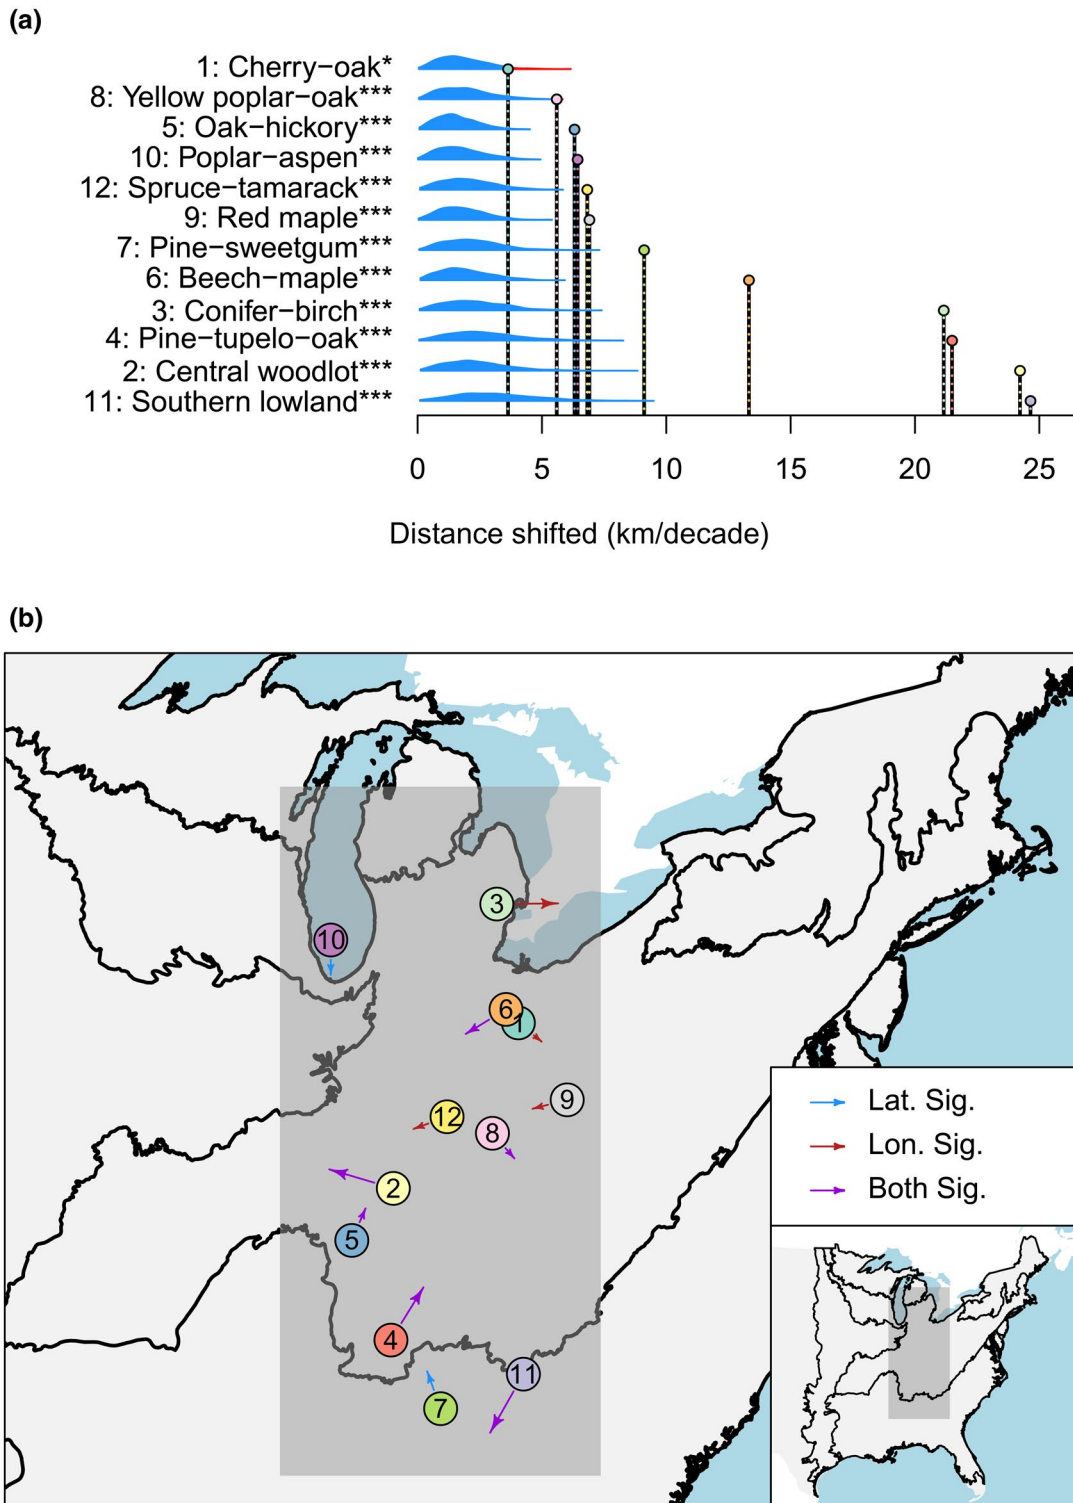 (a)
1: Cherry−oak*
8: Yellow poplar−oak***
5: Oak−hickory***
10: Poplar−aspen***
12: Spruce−tamarack***
9: Red maple***
7: Pine−sweetgum***
6: Beech−maple***
3: Conifer−birch***
4: Pine−tupelo−oak***
2: Central woodlot***
11: Southern lowland***
0 5 10 15 20 25
Distance shifted (km/decade)
(b)
3
10
6
1
9
12
8
2
5
4
11
7
Lat. Sig.
Lon. Sig.
Both Sig.